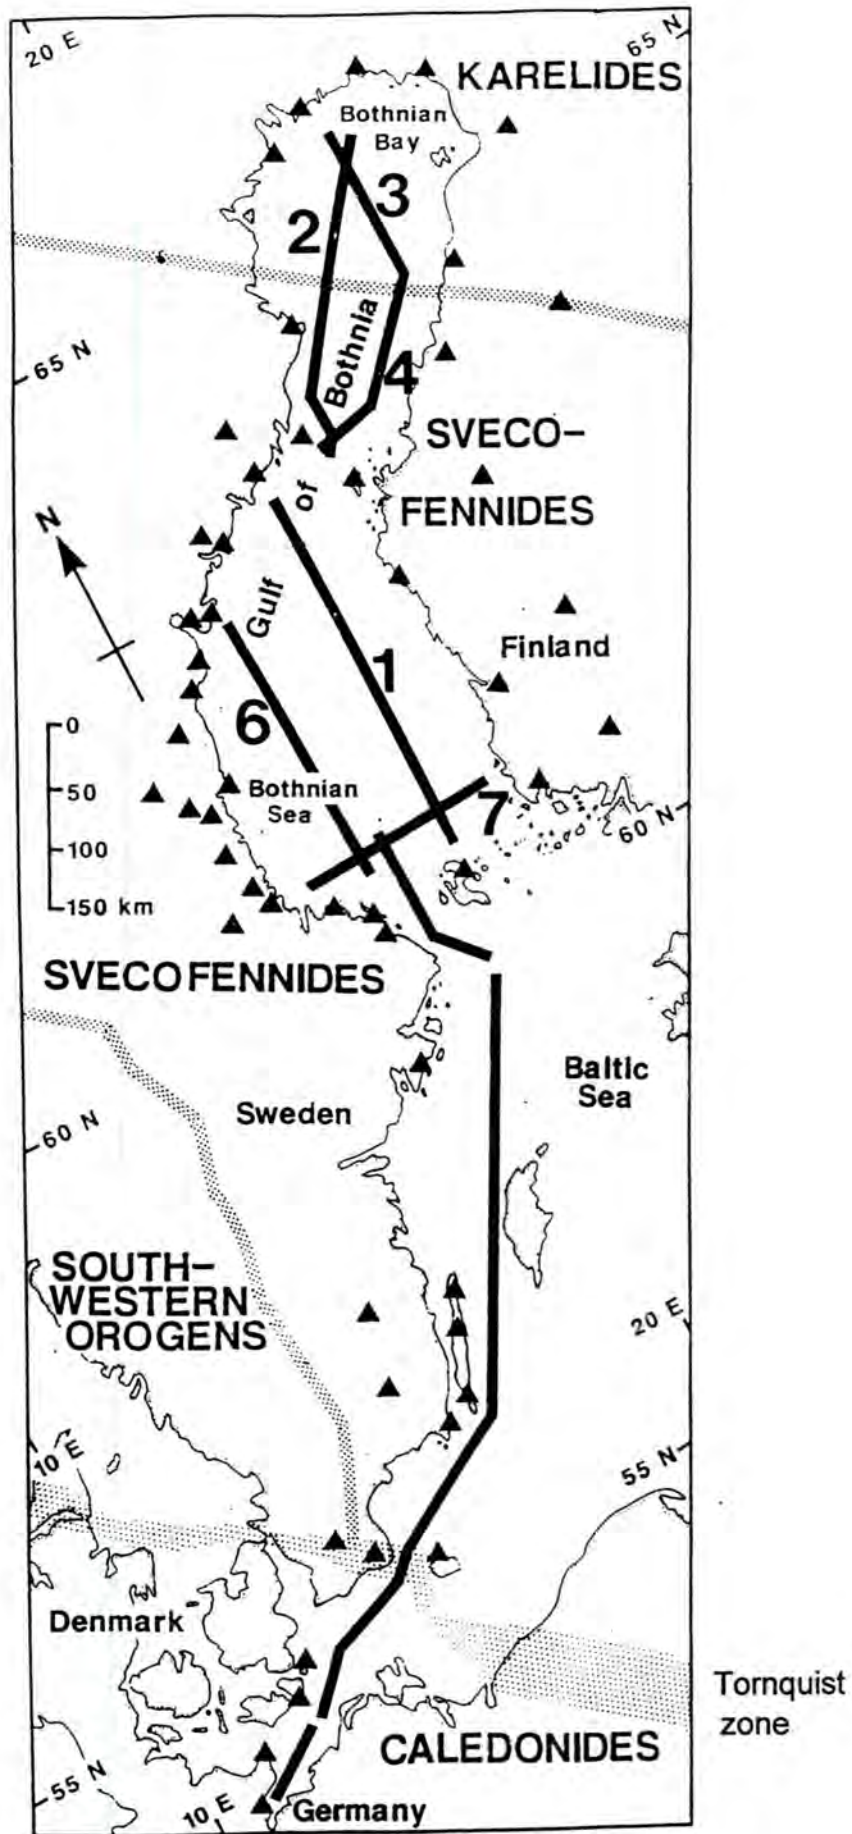 20 E
65 N
KARELIDES
Bothnian
Bay
2
3
Bothnia
65 N
4
SVECO-
FENNIDES
of
N
Gulf
Finland
1
6
0
50
100
150 km
Bothnian
Sea
7
60 N
SVECOFENNIDES
Baltic
Sea
Sweden
60 N
SOUTH-
WESTERN
OROGENS
20 E
10 E
55 N
Denmark
Tornquist
zone
CALEDONIDES
55 N
10 E
Germany